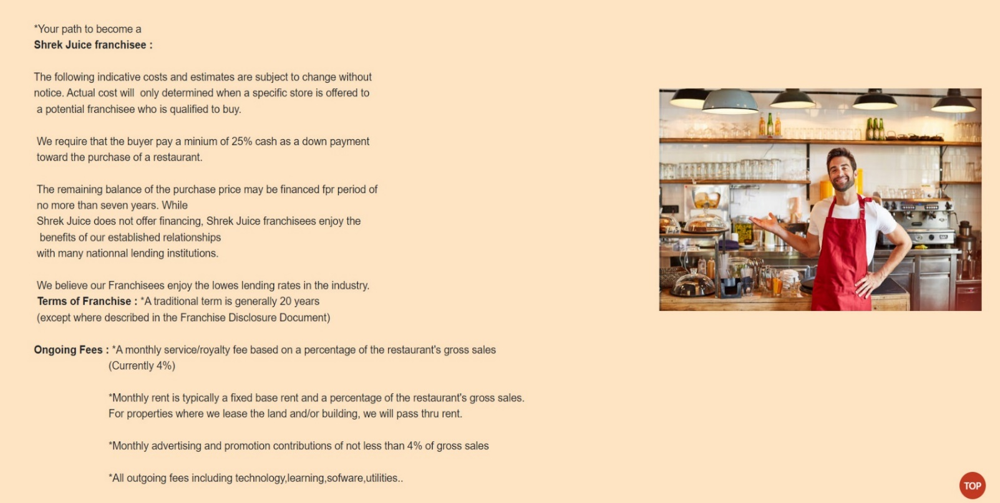 *Your path to become a
Shrek Juice franchisee :
The following indicative costs and estimates are subject to change without
notice. Actual cost will  only determined when a specific store is offered to
a potential franchisee who is qualified to buy.
We require that the buyer pay a minium of 25% cash as a down payment
toward the purchase of a restaurant.
The remaining balance of the purchase price may be financed fpr period of
no more than seven years. While
Shrek Juice does not offer financing, Shrek Juice franchisees enjoy the
benefits of our established relationships
with many nationnal lending institutions.
We believe our Franchisees enjoy the lowes lending rates in the industry.
Terms of Franchise : *A traditional term is generally 20 years
(except where described in the Franchise Disclosure Document)
Ongoing Fees : *A monthly service/royalty fee based on a percentage of the restaurant's gross sales
(Currently 4%)
*Monthly rent is typically a fixed base rent and a percentage of the restaurant's gross sales.
For properties where we lease the land and/or building, we will pass thru rent.
*Monthly advertising and promotion contributions of not less than 4% of gross sales
*All outgoing fees including technology,learning,sofware,utilities..
TOP